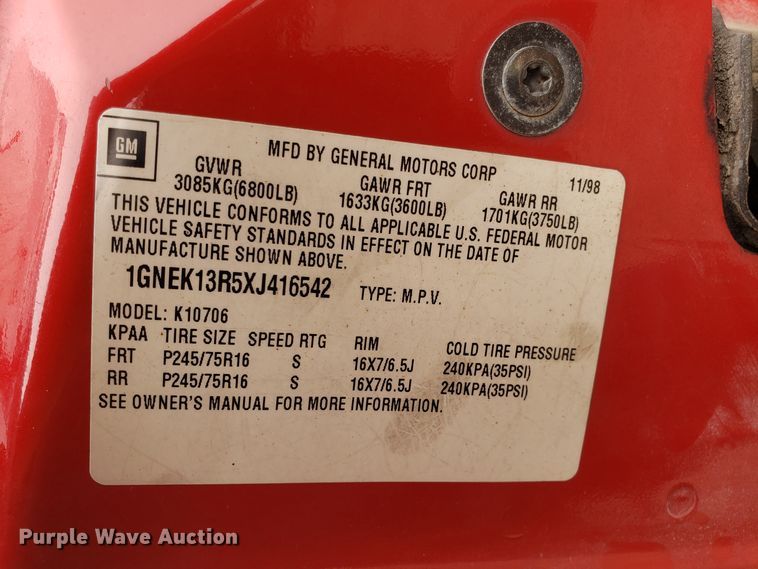 GM
MFD BY GENERAL MOTORS CORP 11/98
GVWR GAWR FRT GAWR RR
3085KG(6800LB) 1633KG(3600LB) 1701KG(3750LB)
THIS VEHICLE CONFORMS TO ALL APPLICABLE U.S. FEDERAL MOTOR
VEHICLE SAFETY STANDARDS IN EFFECT ON THE DATE OF
MANUFACTURE SHOWN ABOVE.
1GNEK13R5XJ416542 TYPE: M.P.V.
MODEL: K10706
KPAA TIRE SIZE SPEED RTG RIM COLD TIRE PRESSURE
FRT P245/75R16 S 16X7/6.5J 240KPA(35PSI)
RR P245/75R16 S 16X7/6.5J 240KPA(35PSI)
SEE OWNER'S MANUAL FOR MORE INFORMATION.
Purple Wave Auction